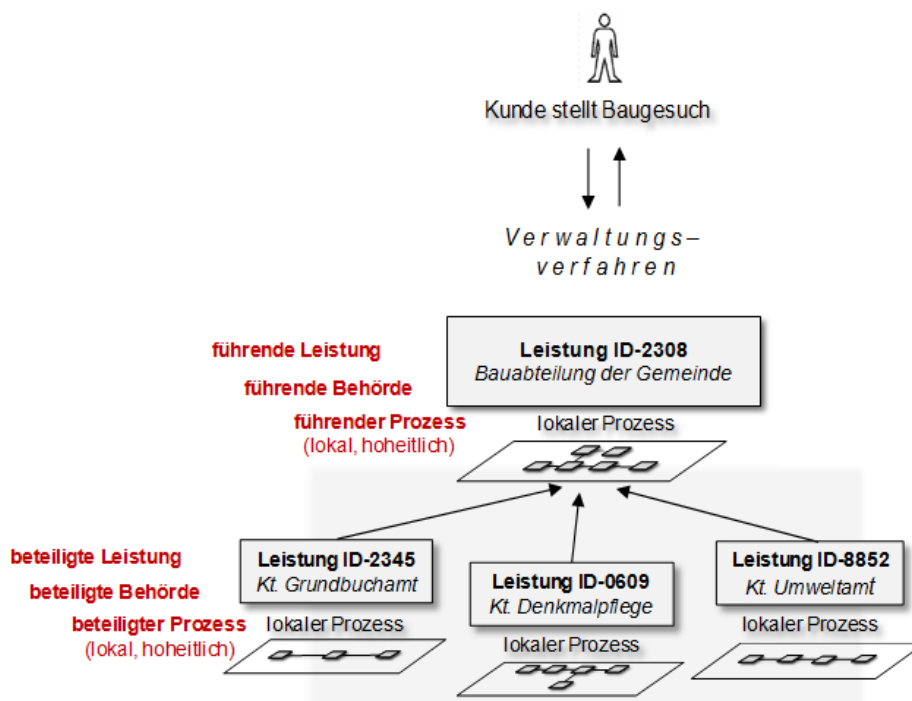 Kunde stellt Baugesuch
Verwaltungs–
verfahren
führende Leistung
führende Behörde
führender Prozess
(lokal, hoheitlich)
Leistung ID-2308
Bauabteilung der Gemeinde
lokaler Prozess
beteiligte Leistung
beteiligte Behörde
beteiligter Prozess
(lokal, hoheitlich)
Leistung ID-2345
Kt. Grundbuchamt
lokaler Prozess
Leistung ID-0609
Kt. Denkmalpflege
lokaler Prozess
Leistung ID-8852
Kt. Umweltamt
lokaler Prozess